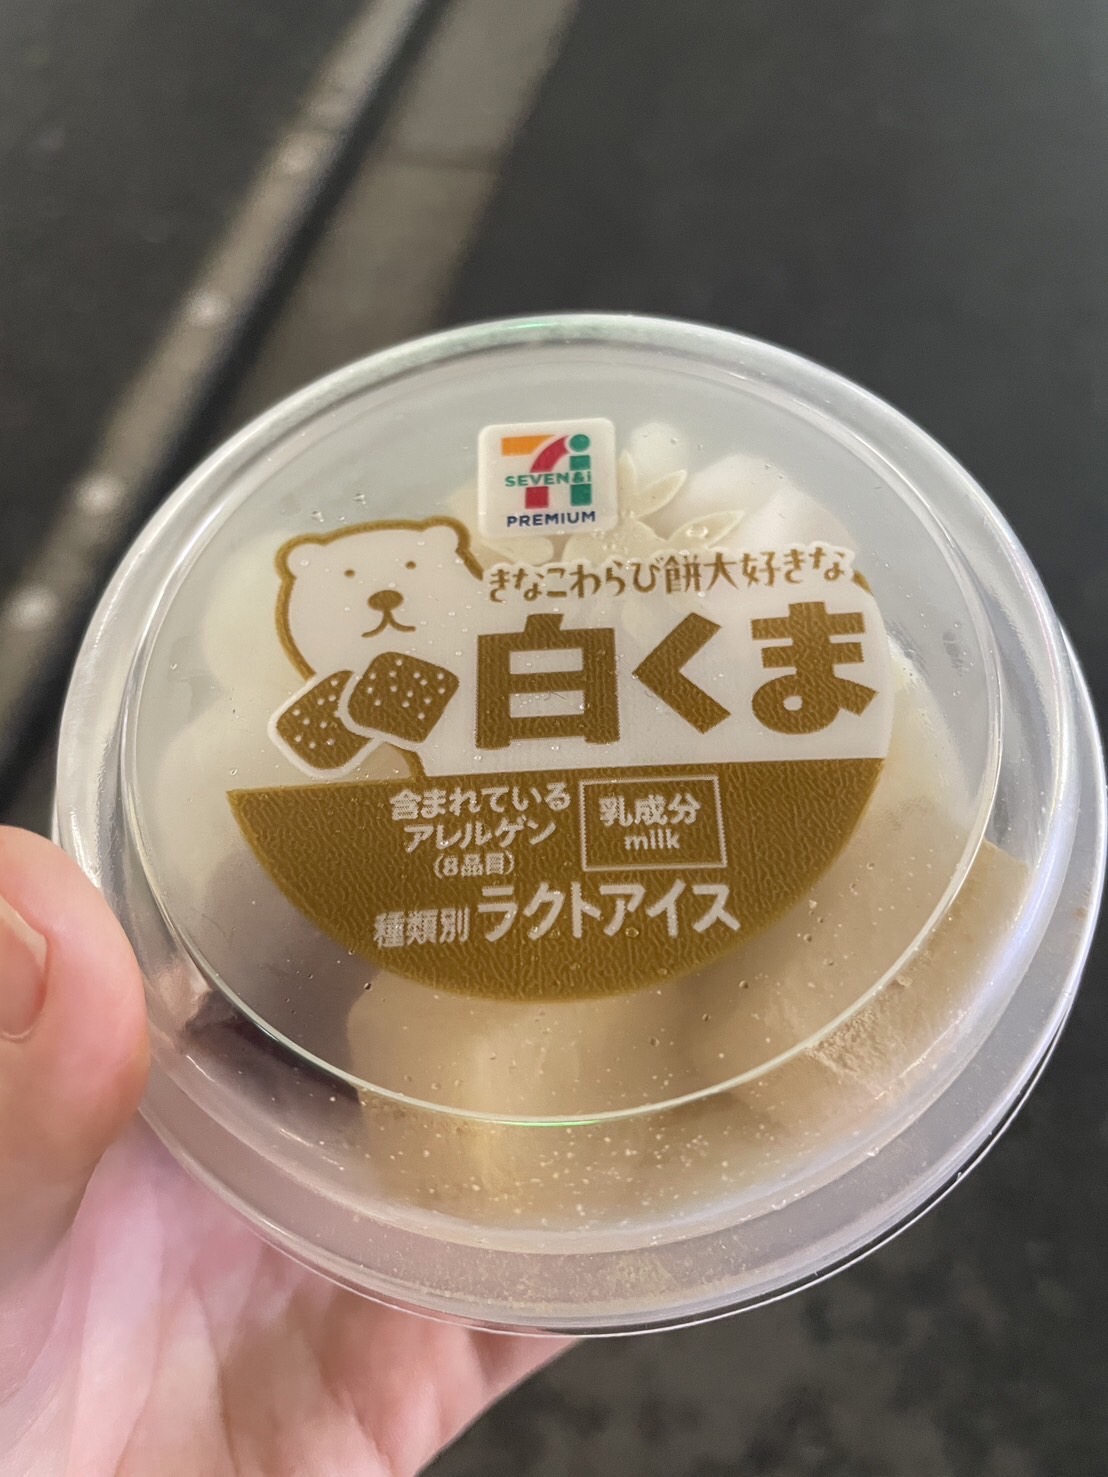 SEVEN&i
PREMIUM
きなこわらび餅大好きな
白くま
含まれている
アレルゲン
(8品目)
乳成分
milk
種類別 ラクトアイス